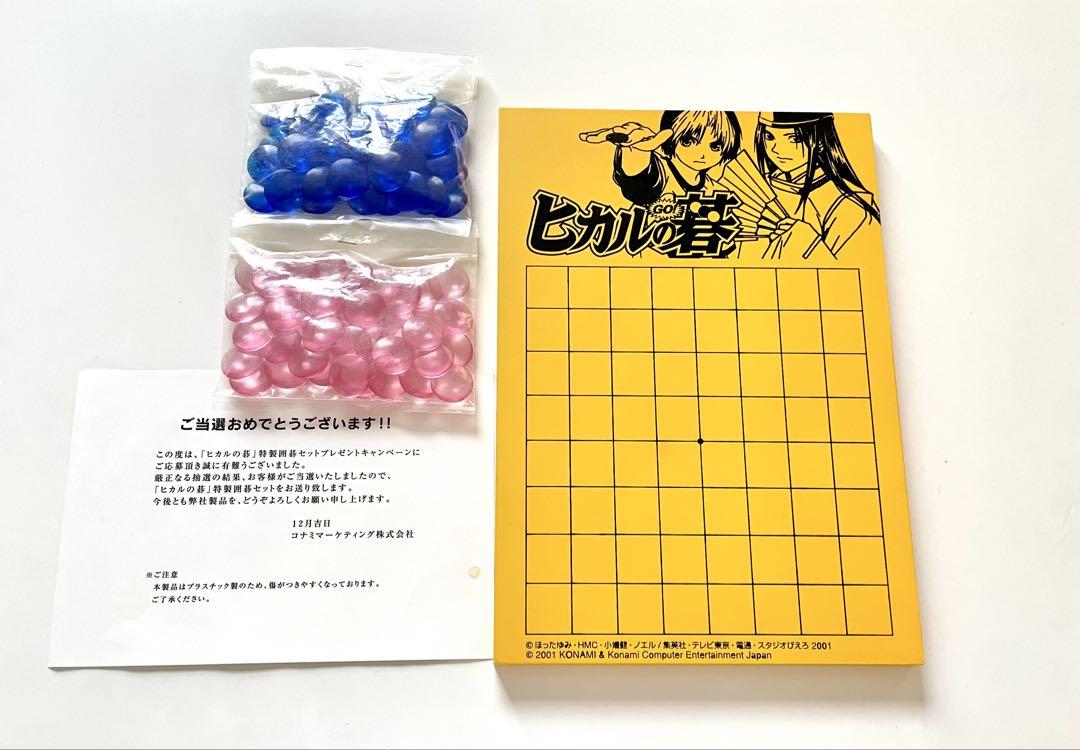 GO!
ヒカルの碁
ご当選おめでとうございます!!
この度は、「ヒカルの碁」特製囲碁セットプレゼントキャンペーンに
ご応募頂き誠に有難うございました。
厳正なる抽選の結果、お客様がご当選いたしましたので、
「ヒカルの碁」特製囲碁セットをお送り致します。
今後とも弊社製品を、どうぞよろしくお願い申し上げます。
12月吉日
コナミマーケティング株式会社
※ご注意
本製品はプラスチック製のため、傷がつきやすくなっております。
ご了承ください。
© ほったゆみ・HMC・小畑健・ノエル / 集英社・テレビ東京・電通・スタジオぴえろ 2001
© 2001 KONAMI & Konami Computer Entertainment Japan